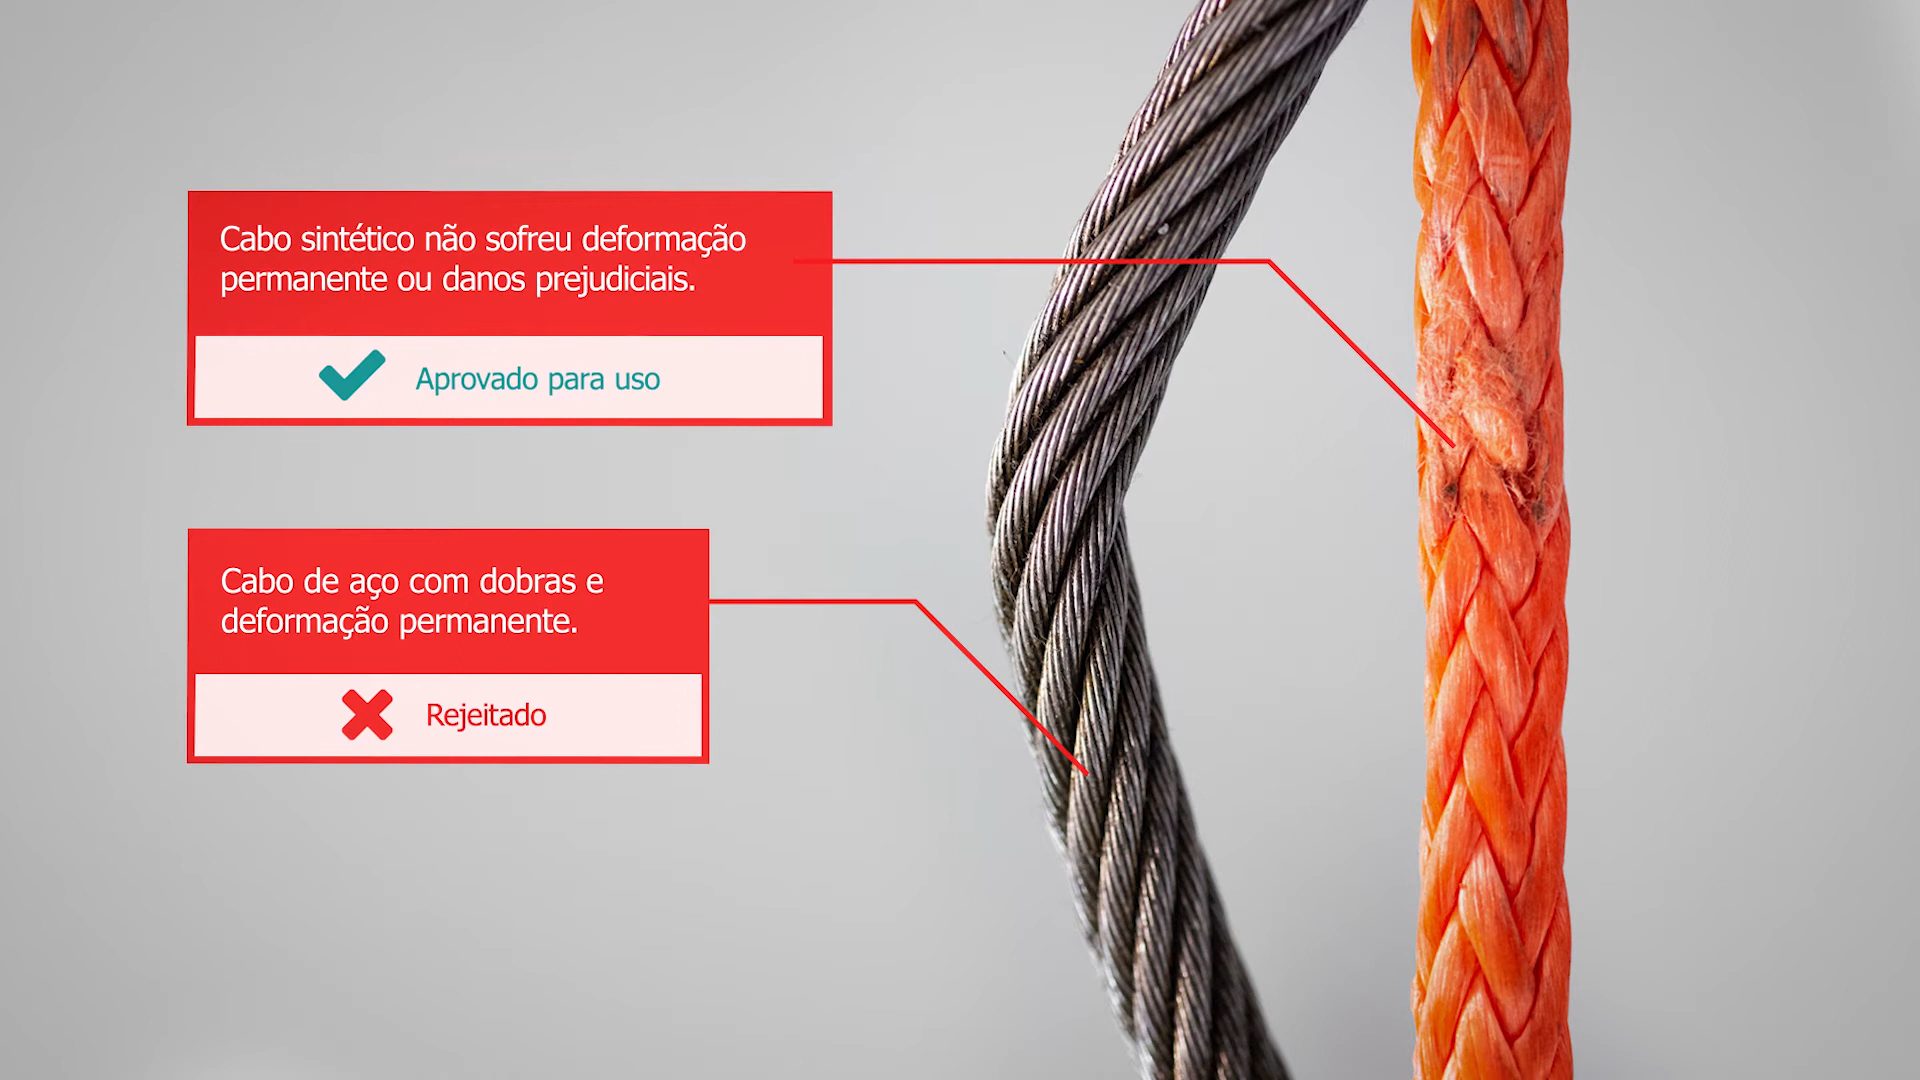 Cabo sintético não sofreu deformação
permanente ou danos prejudiciais.
Aprovado para uso
Cabo de aço com dobras e
deformação permanente.
Rejeitado